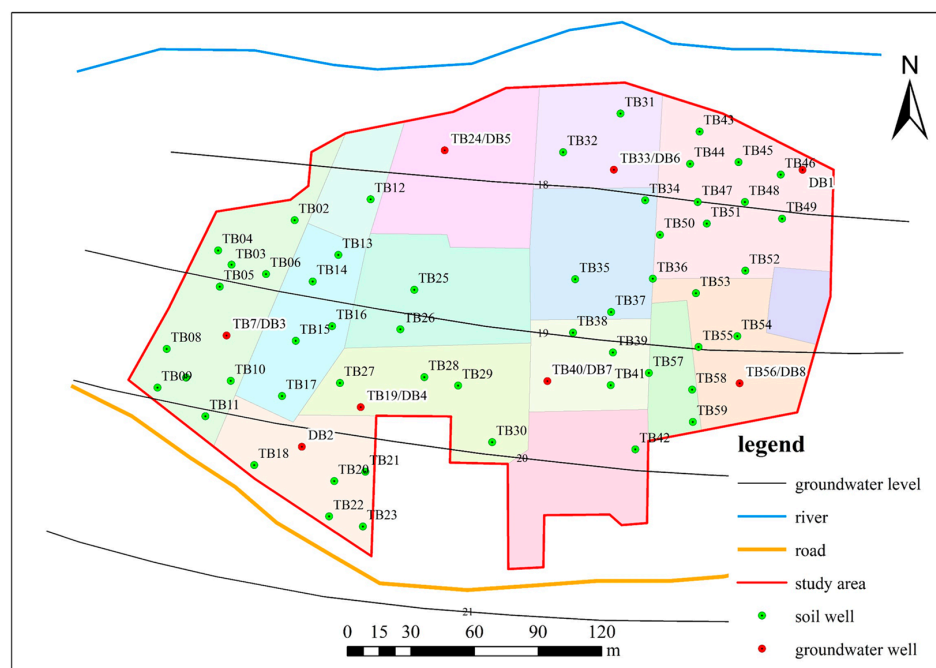 N
TB31
TB43
TB24/DB5
TB32
TB33/DB6
TB44
TB45
TB46
DB1
18
TB12
TB34
TB47
TB48
TB02
TB51
TB49
TB50
TB04
TB13
TB03
TB06
TB14
TB52
TB05
TB25
TB35
TB36
TB53
TB7/DB3
TB16
TB15
TB26
TB37
TB38
19
TB54
TB55
TB08
TB39
TB09
TB10
TB17
TB27
TB28
TB29
TB40/DB7
TB41
TB57
TB58
TB56/DB8
TB11
TB19/DB4
TB59
DB2
TB30
TB42
20
TB18
TB20
TB21
TB22
TB23
21
legend
groundwater level
river
road
study area
soil well
groundwater well
0 15 30 60 90 120
m